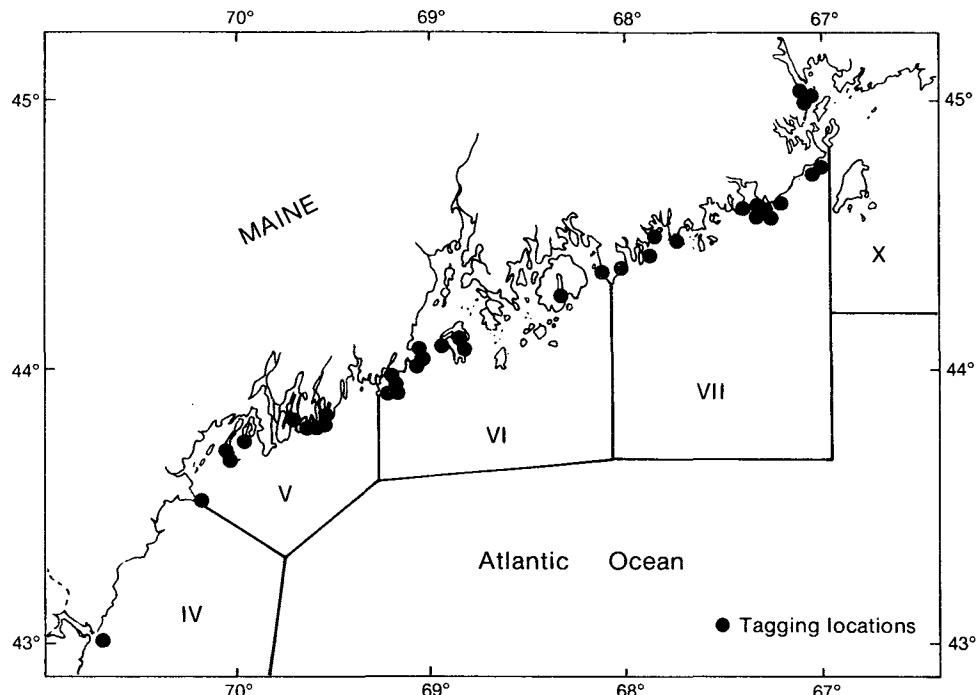 70° 69° 68° 67°
45° 45°
MAINE
X
44° 44°
VII
VI
V
Atlantic Ocean
IV
Tagging locations
43° 43°
70° 69° 68° 67°